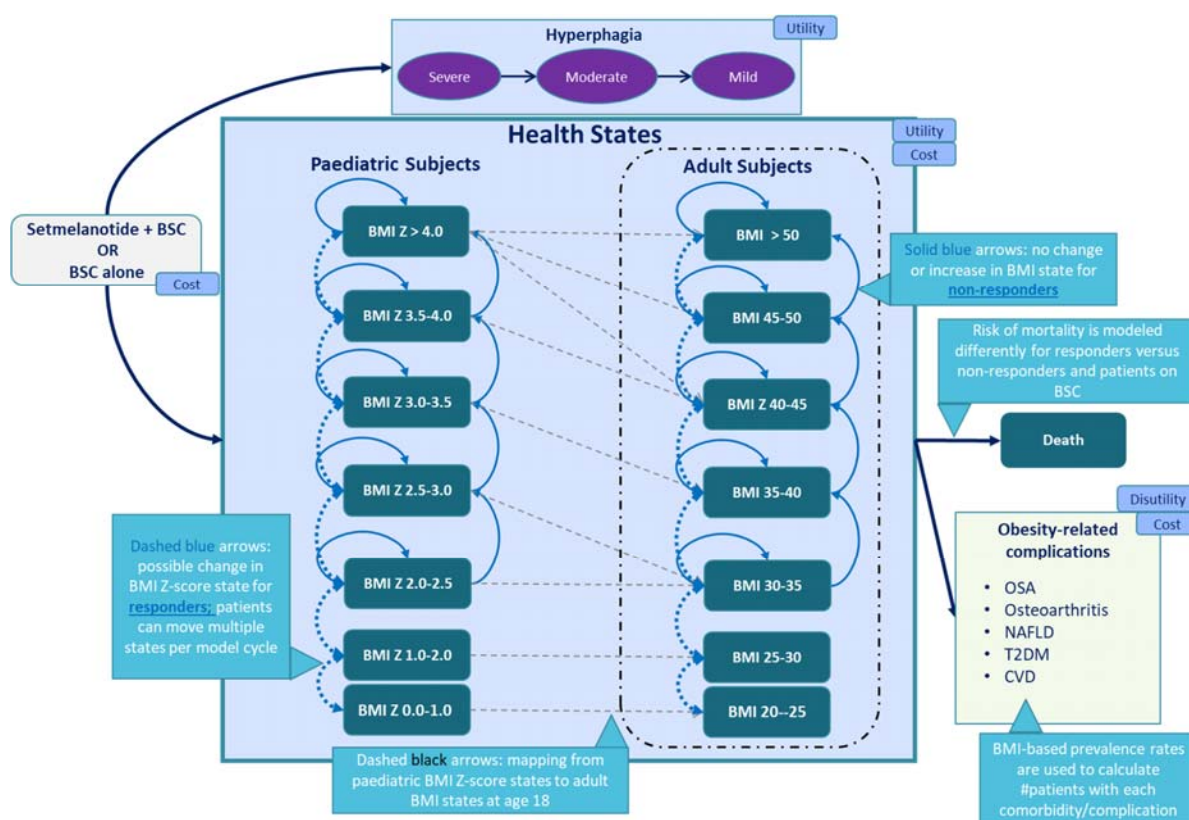 Utility
Hyperphagia
Severe
Moderate
Mild
Health States
Utility
Cost
Paediatric Subjects
Adult Subjects
Setmelanotide + BSC
OR
BSC alone
Cost
BMI Z > 4.0
BMI Z 3.5-4.0
BMI Z 3.0-3.5
BMI Z 2.5-3.0
BMI Z 2.0-2.5
BMI Z 1.0-2.0
BMI Z 0.0-1.0
BMI > 50
BMI 45-50
BMI Z 40-45
BMI 35-40
BMI 30-35
BMI 25-30
BMI 20--25
Solid blue arrows: no change
or increase in BMI state for
non-responders
Risk of mortality is modeled
differently for responders versus
non-responders and patients on
BSC
Death
Disutility
Cost
Obesity-related
complications
• OSA
• Osteoarthritis
• NAFLD
• T2DM
• CVD
Dashed blue arrows:
possible change in
BMI Z-score state for
responders; patients
can move multiple
states per model cycle
Dashed black arrows: mapping from
paediatric BMI Z-score states to adult
BMI states at age 18
BMI-based prevalence rates
are used to calculate
#patients with each
comorbidity/complication